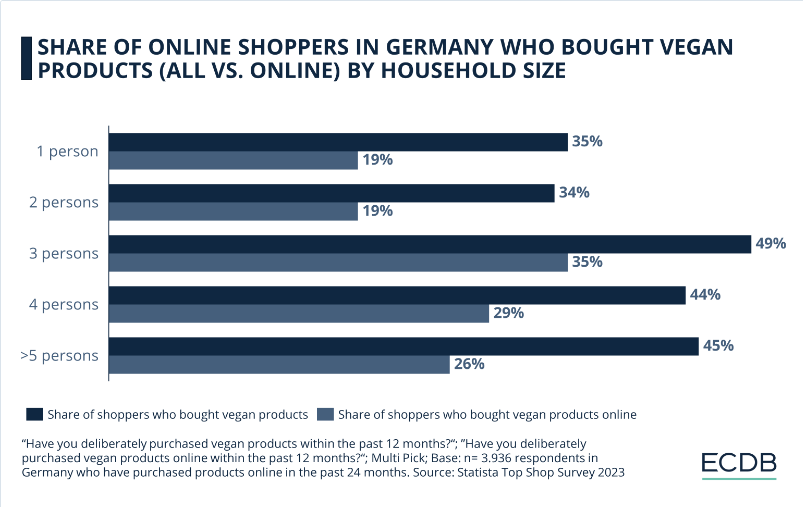 SHARE OF ONLINE SHOPPERS IN GERMANY WHO BOUGHT VEGAN
PRODUCTS (ALL VS. ONLINE) BY HOUSEHOLD SIZE
1 person
35%
19%
2 persons
34%
19%
3 persons
49%
35%
4 persons
44%
29%
>5 persons
45%
26%
Share of shoppers who bought vegan products
Share of shoppers who bought vegan products online
“Have you deliberately purchased vegan products within the past 12 months?“; ”Have you deliberately
purchased vegan products online within the past 12 months?“; Multi Pick; Base: n= 3.936 respondents in
Germany who have purchased products online in the past 24 months. Source: Statista Top Shop Survey 2023
ECDB